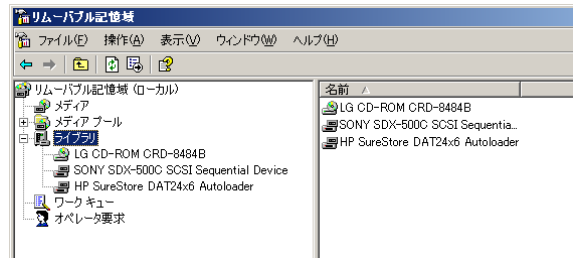 リムーバブル記憶域
ファイル(F) 操作(A) 表示(V) ウィンドウ(W) ヘルプ(H)
リムーバブル記憶域 (ローカル)
メディア
メディア プール
ライブラリ
LG CD-ROM CRD-8484B
SONY SDX-500C SCSI Sequential Device
HP SureStore DAT24x6 Autoloader
ワーク キュー
オペレータ要求
名前
LG CD-ROM CRD-8484B
SONY SDX-500C SCSI Sequentia...
HP SureStore DAT24x6 Autoloader